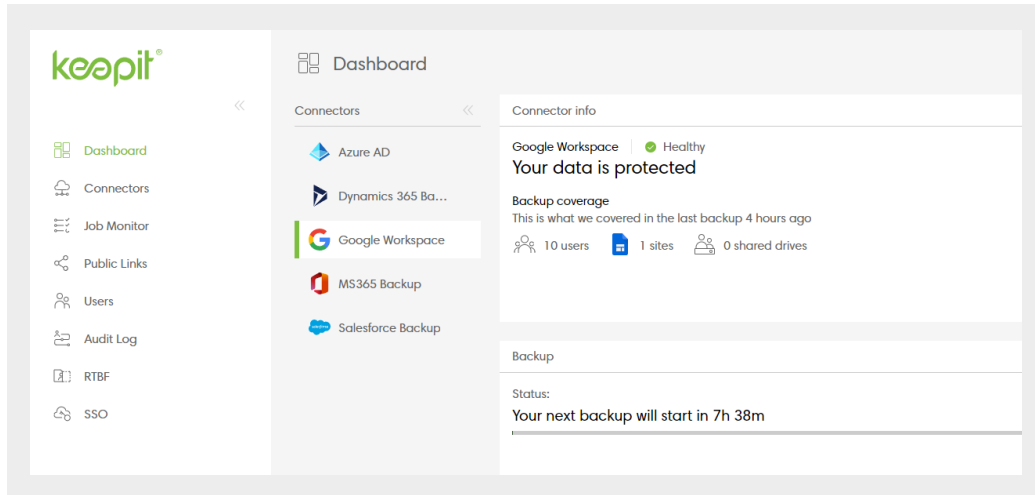 keepit®
Dashboard
Connectors
Job Monitor
Public Links
Users
Audit Log
RTBF
SSO
Dashboard
Connectors
Azure AD
Dynamics 365 Ba...
Google Workspace
MS365 Backup
Salesforce Backup
Connector info
Google Workspace Healthy
Your data is protected
Backup coverage
This is what we covered in the last backup 4 hours ago
10 users 1 sites 0 shared drives
Backup
Status:
Your next backup will start in 7h 38m